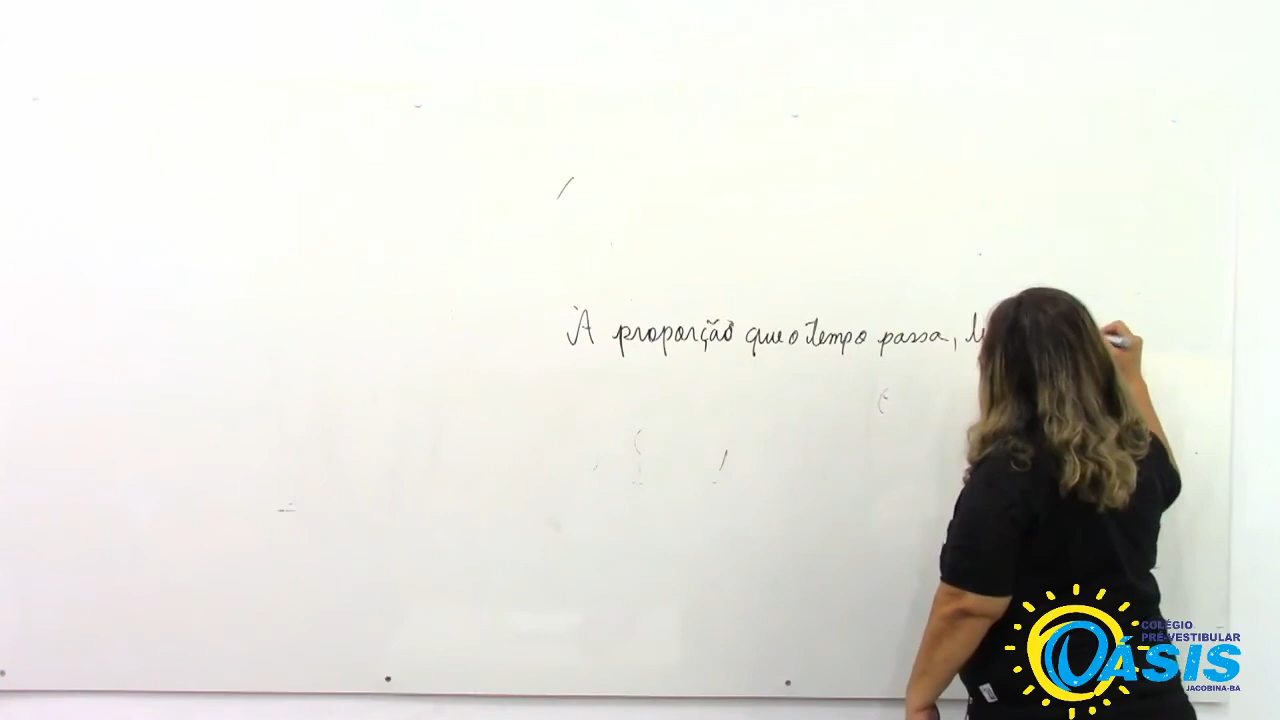 À proporção que o tempo passa,
COLÉGIO
PRÉ-VESTIBULAR
OÁSIS
JACOBINA-BA